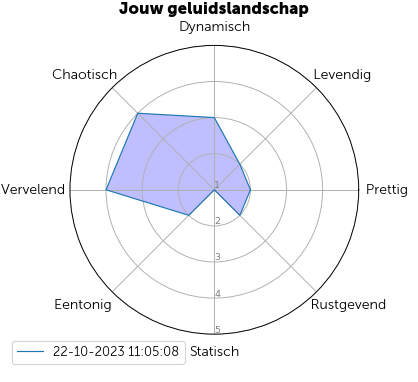 Jouw geluidslandschap
Dynamisch
Chaotisch
Levendig
Vervelend
1
Prettig
2
3
4
Eentonig
Rustgevend
5
22-10-2023 11:05:08
Statisch